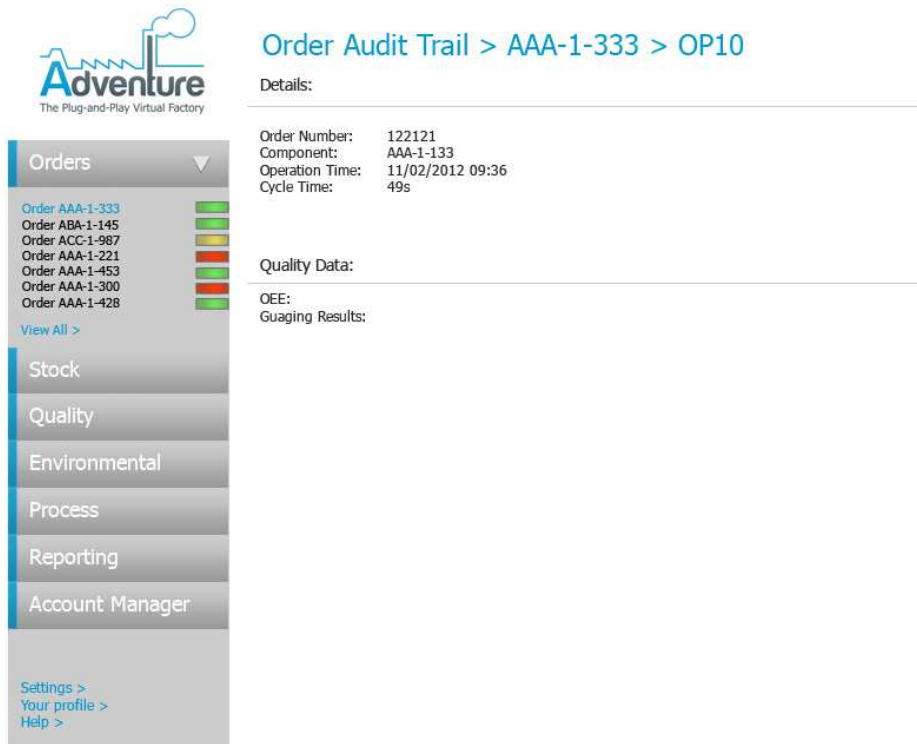 Adventure
The Plug-and-Play Virtual Factory
Order Audit Trail > AAA-1-333 > OP10
Details:
Order Number: 122121
Component: AAA-1-133
Operation Time: 11/02/2012 09:36
Cycle Time: 49s
Quality Data:
OEE:
Guaging Results:
Orders
Order AAA-1-333
Order ABA-1-145
Order ACC-1-987
Order AAA-1-221
Order AAA-1-453
Order AAA-1-300
Order AAA-1-428
View All >
Stock
Quality
Environmental
Process
Reporting
Account Manager
Settings >
Your profile >
Help >